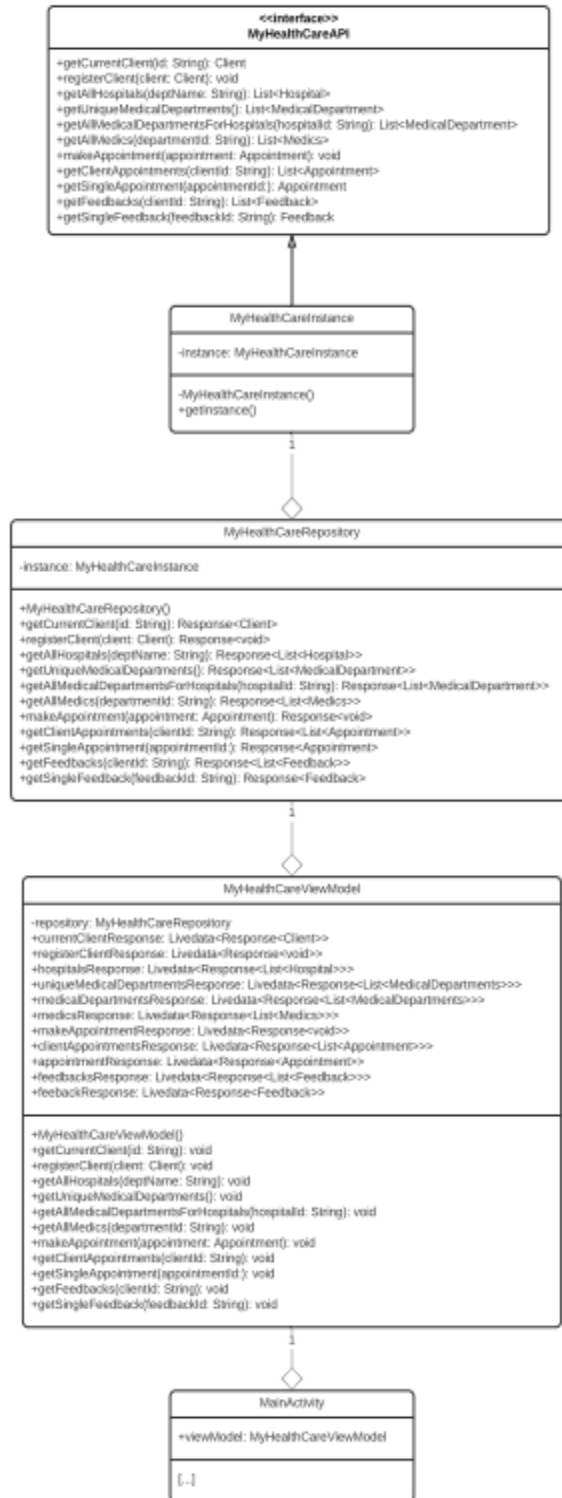 <<interface>>
MyHealthCareAPI
+getCurrentClient(id: String): Client
+registerClient(client: Client): void
+getAllHospitals(deptName: String): List<Hospital>
+getUniqueMedicalDepartments(): List<MedicalDepartment>
+getAllMedicalDepartmentsForHospitals(hospitalId: String): List<MedicalDepartment>
+getAllMedics(departmentId: String): List<Medics>
+makeAppointment(appointment: Appointment): void
+getClientAppointments(clientId: String): List<Appointment>
+getSingleAppointment(appointmentId:): Appointment
+getFeedbacks(clientId: String): List<Feedback>
+getSingleFeedback(feedbackId: String): Feedback
MyHealthCareInstance
-instance: MyHealthCareInstance
-MyHealthCareInstance()
+getInstance()
1
MyHealthCareRepository
-instance: MyHealthCareInstance
+MyHealthCareRepository()
+getCurrentClient(id: String): Response<Client>
+registerClient(client: Client): Response<void>
+getAllHospitals(deptName: String): Response<List<Hospital>>
+getUniqueMedicalDepartments(): Response<List<MedicalDepartment>>
+getAllMedicalDepartmentsForHospitals(hospitalId: String): Response<List<MedicalDepartment>>
+getAllMedics(departmentId: String): Response<List<Medics>>
+makeAppointment(appointment: Appointment): Response<void>
+getClientAppointments(clientId: String): Response<List<Appointment>>
+getSingleAppointment(appointmentId:): Response<Appointment>
+getFeedbacks(clientId: String): Response<List<Feedback>>
+getSingleFeedback(feedbackId: String): Response<Feedback>
1
MyHealthCareViewModel
-repository: MyHealthCareRepository
+currentClientResponse: Livedata<Response<Client>>
+registerClientResponse: Livedata<Response<void>>
+hospitalsResponse: Livedata<Response<List<Hospital>>>
+uniqueMedicalDepartmentsResponse: Livedata<Response<List<MedicalDepartments>>>
+medicalDepartmentsResponse: Livedata<Response<List<MedicalDepartments>>>
+medicsResponse: Livedata<Response<List<Medics>>>
+makeAppointmentResponse: Livedata<Response<void>>
+clientAppointmentsResponse: Livedata<Response<List<Appointment>>>
+appointmentResponse: Livedata<Response<Appointment>>
+feedbacksResponse: Livedata<Response<List<Feedback>>>
+feebackResponse: Livedata<Response<Feedback>>
+MyHealthCareViewModel()
+getCurrentClient(id: String): void
+registerClient(client: Client): void
+getAllHospitals(deptName: String): void
+getUniqueMedicalDepartments(): void
+getAllMedicalDepartmentsForHospitals(hospitalId: String): void
+getAllMedics(departmentId: String): void
+makeAppointment(appointment: Appointment): void
+getClientAppointments(clientId: String): void
+getSingleAppointment(appointmentId:): void
+getFeedbacks(clientId: String): void
+getSingleFeedback(feedbackId: String): void
1
MainActivity
+viewModel: MyHealthCareViewModel
[...]